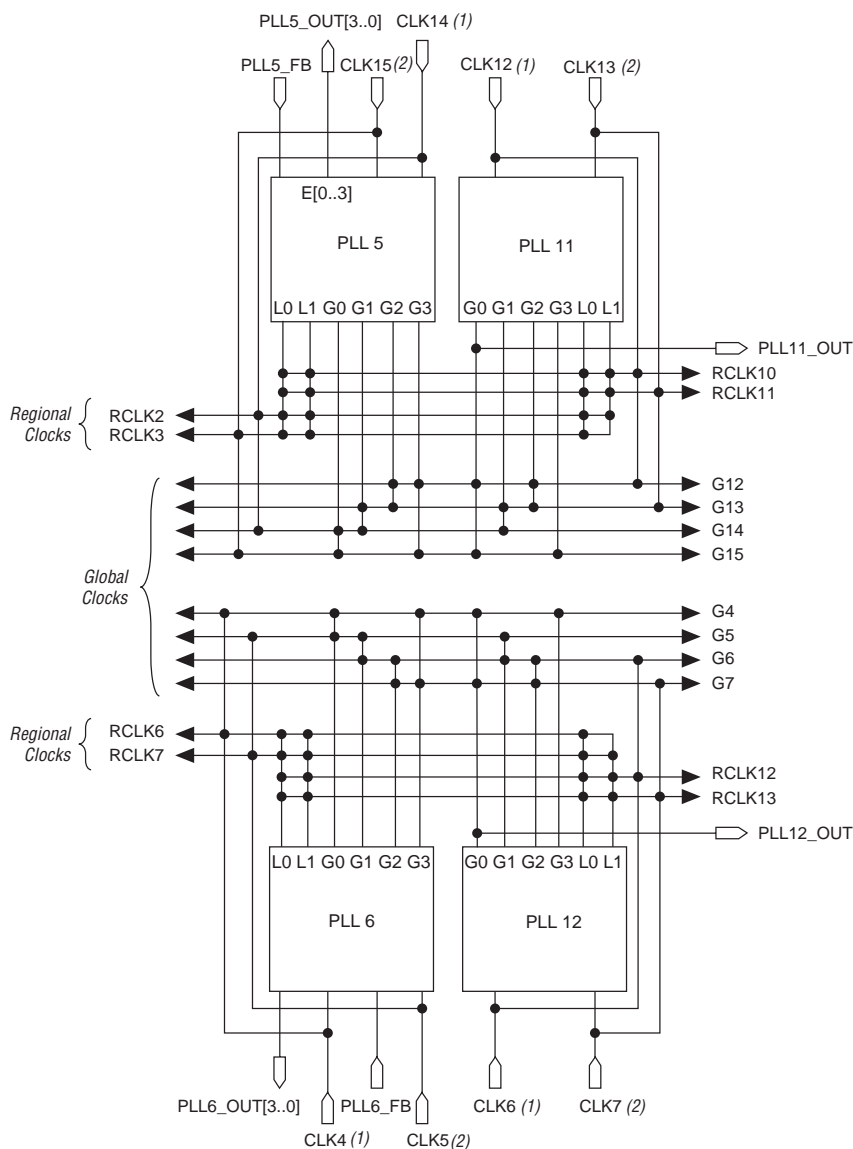 PLL5_OUT[3..0] CLK14 (1)
PLL5_FB CLK15 (2) CLK12 (1) CLK13 (2)
E[0..3]
PLL 5 PLL 11
L0 L1 G0 G1 G2 G3 G0 G1 G2 G3 L0 L1
PLL11_OUT
RCLK10
RCLK11
Regional
Clocks
RCLK2
RCLK3
G12
G13
G14
G15
Global
Clocks
G4
G5
G6
G7
Regional
Clocks
RCLK6
RCLK7
RCLK12
RCLK13
PLL12_OUT
L0 L1 G0 G1 G2 G3 G0 G1 G2 G3 L0 L1
PLL 6 PLL 12
PLL6_OUT[3..0] PLL6_FB CLK6 (1) CLK7 (2)
CLK4 (1) CLK5 (2)